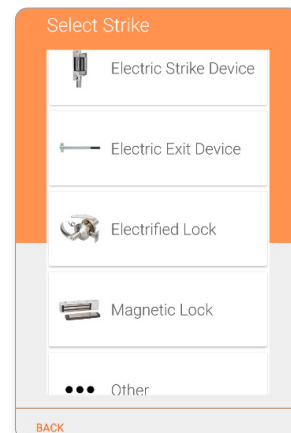 Select Strike
Electric Strike Device
Electric Exit Device
Electrified Lock
Magnetic Lock
Other
BACK